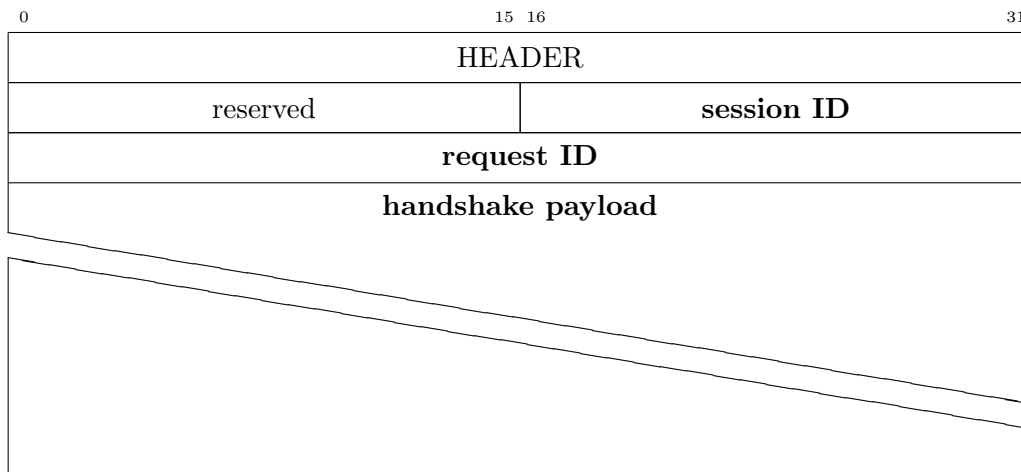 0 15 16 31
HEADER
reserved session ID
request ID
handshake payload